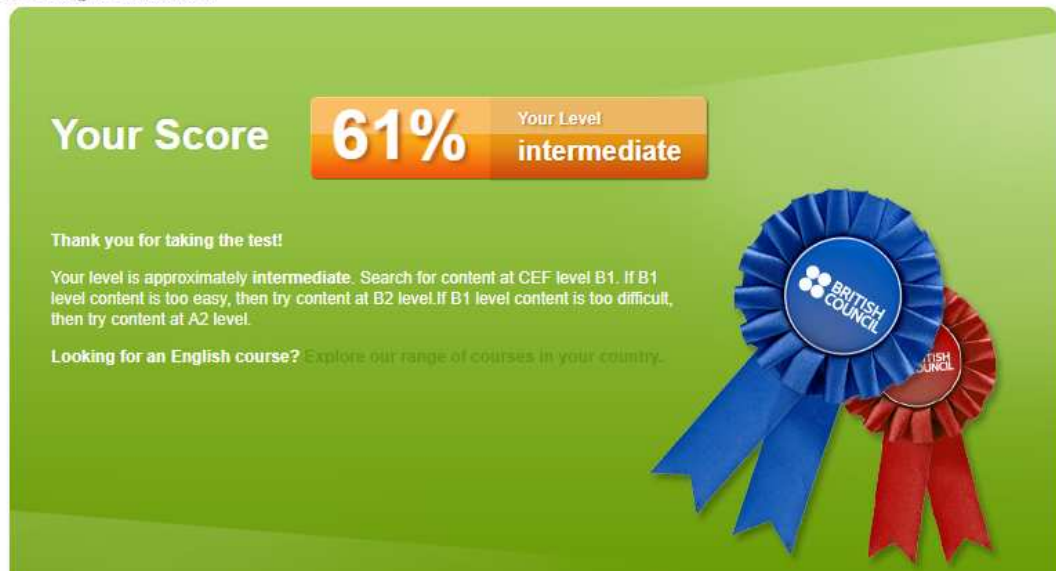 Your Score
61%
Your Level
intermediate
Thank you for taking the test!
Your level is approximately intermediate. Search for content at CEF level B1. If B1
level content is too easy, then try content at B2 level.If B1 level content is too difficult,
then try content at A2 level.
Looking for an English course? Explore our range of courses in your country.
BRITISH
COUNCIL